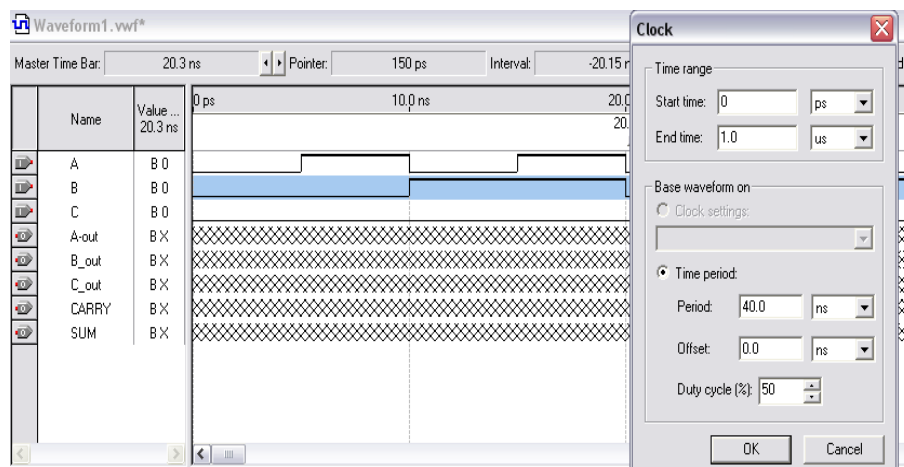 Waveform1.vwf*
Master Time Bar: 20.3 ns Pointer: 150 ps Interval: -20.15 n
Name Value ... 20.3 ns
0 ps 10.0 ns 20.0
20.
A B 0
B B 0
C B 0
A-out B X
B_out B X
C_out B X
CARRY B X
SUM B X
Clock
Time range
Start time: 0 ps
End time: 1.0 us
Base waveform on
Clock settings:
Time period:
Period: 40.0 ns
Offset: 0.0 ns
Duty cycle (%): 50
OK Cancel